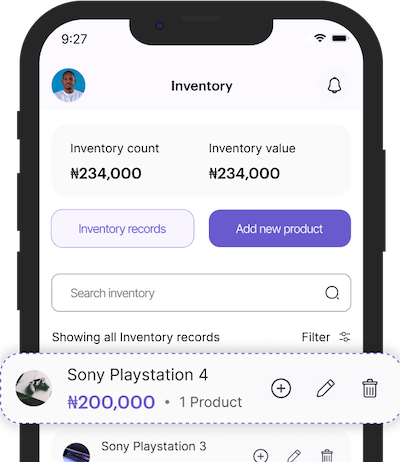 9:27
Inventory
Inventory count
Inventory value
₦234,000
₦234,000
Inventory records
Add new product
Search inventory
Showing all Inventory records
Filter
Sony Playstation 4
₦200,000 • 1 Product
Sony Playstation 3